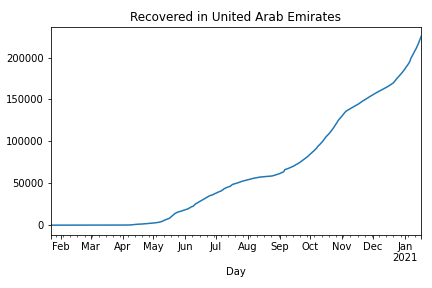 Recovered in United Arab Emirates
200000
150000
100000
50000
0
Feb Mar Apr May Jun Jul Aug Sep Oct Nov Dec Jan
2021
Day